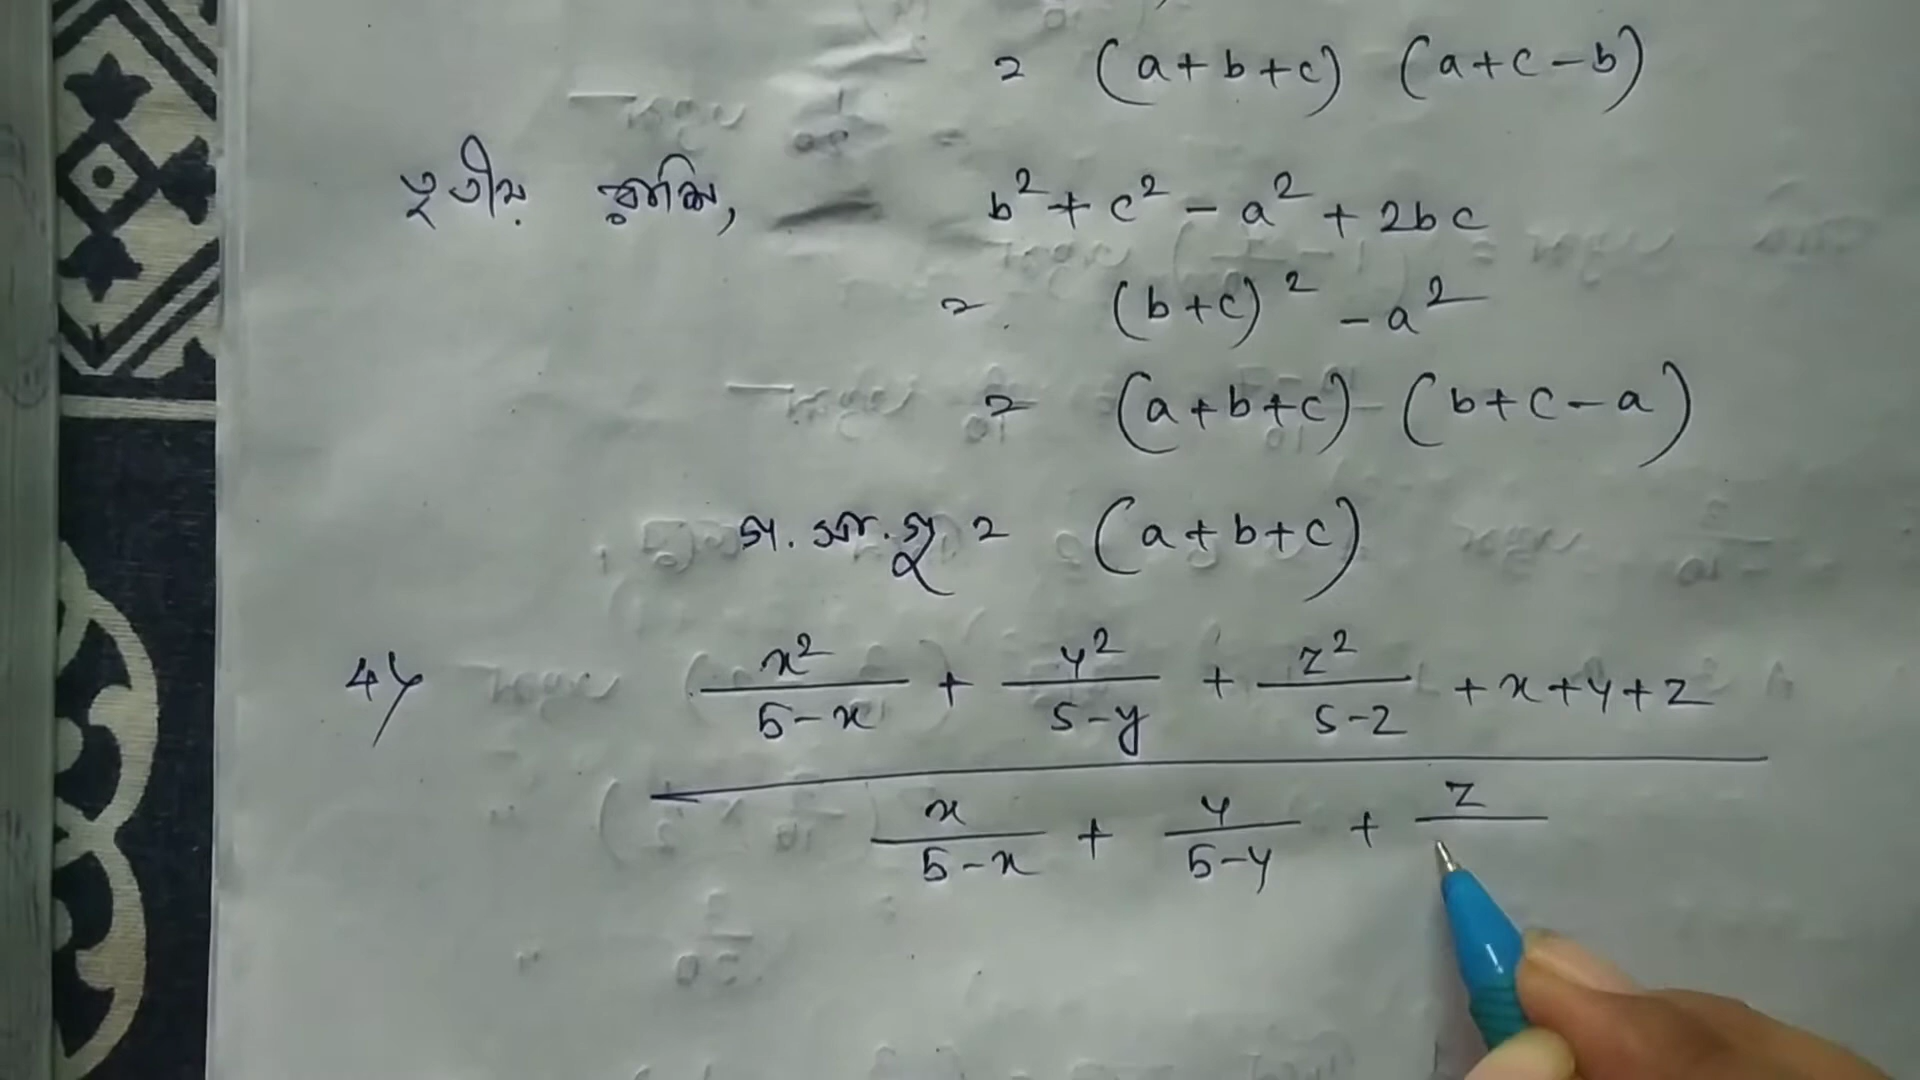 = (a+b+c) (a+c-b)
তৃতীয় রাশি, b² + c² - a² + 2bc
= (b+c)² - a²
= (a+b+c) (b+c-a)
গ. সা. গু = (a+b+c)
4) x²/(5-x) + y²/(5-y) + z²/(5-z) + x+y+z
x/(5-x) + y/(5-y) + z/